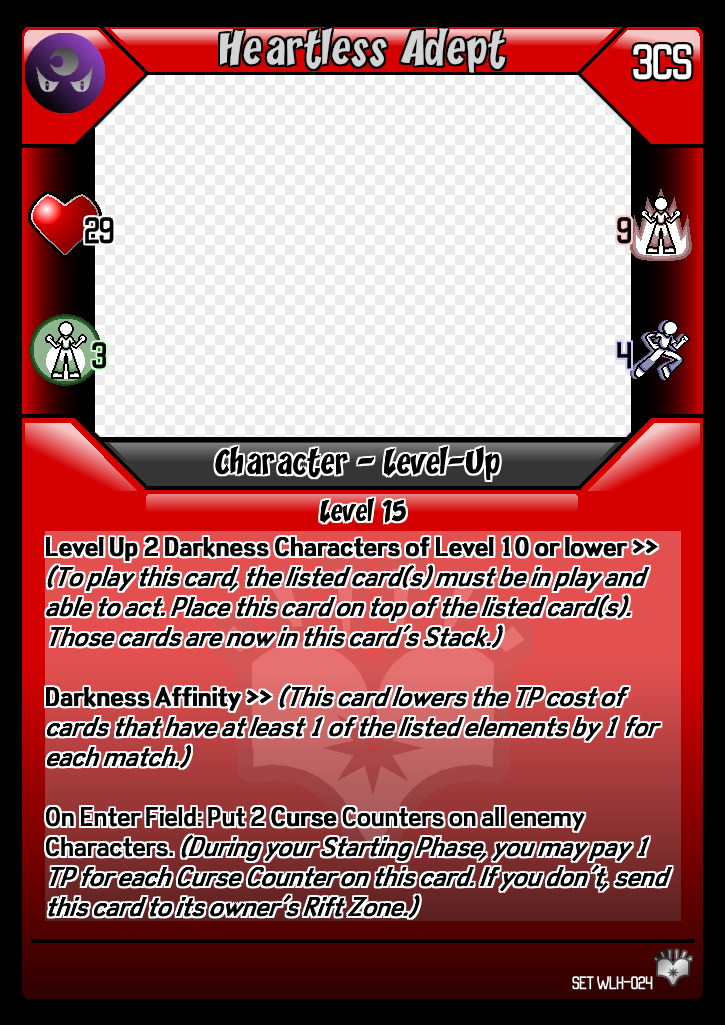 Heartless Adept
3CS
29
9
3
4
Character - Level-Up
Level 15
Level Up 2 Darkness Characters of Level 10 or lower >>
(To play this card, the listed card(s) must be in play and
able to act. Place this card on top of the listed card(s).
Those cards are now in this card's Stack.)
Darkness Affinity >> (This card lowers the TP cost of
cards that have at least 1 of the listed elements by 1 for
each match.)
On Enter Field: Put 2 Curse Counters on all enemy
Characters. (During your Starting Phase, you may pay 1
TP for each Curse Counter on this card. If you don't, send
this card to its owner's Rift Zone.)
SET WLH-024